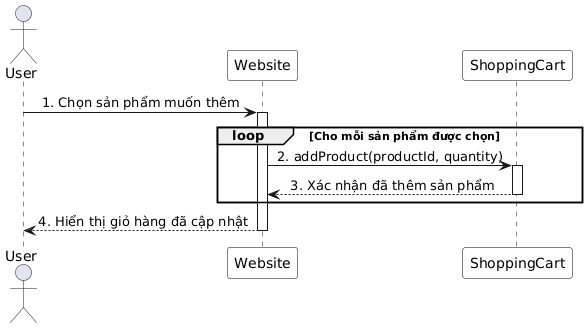 User
Website
ShoppingCart
1. Chọn sản phẩm muốn thêm
loop [Cho mỗi sản phẩm được chọn]
2. addProduct(productId, quantity)
3. Xác nhận đã thêm sản phẩm
4. Hiển thị giỏ hàng đã cập nhật
User
Website
ShoppingCart